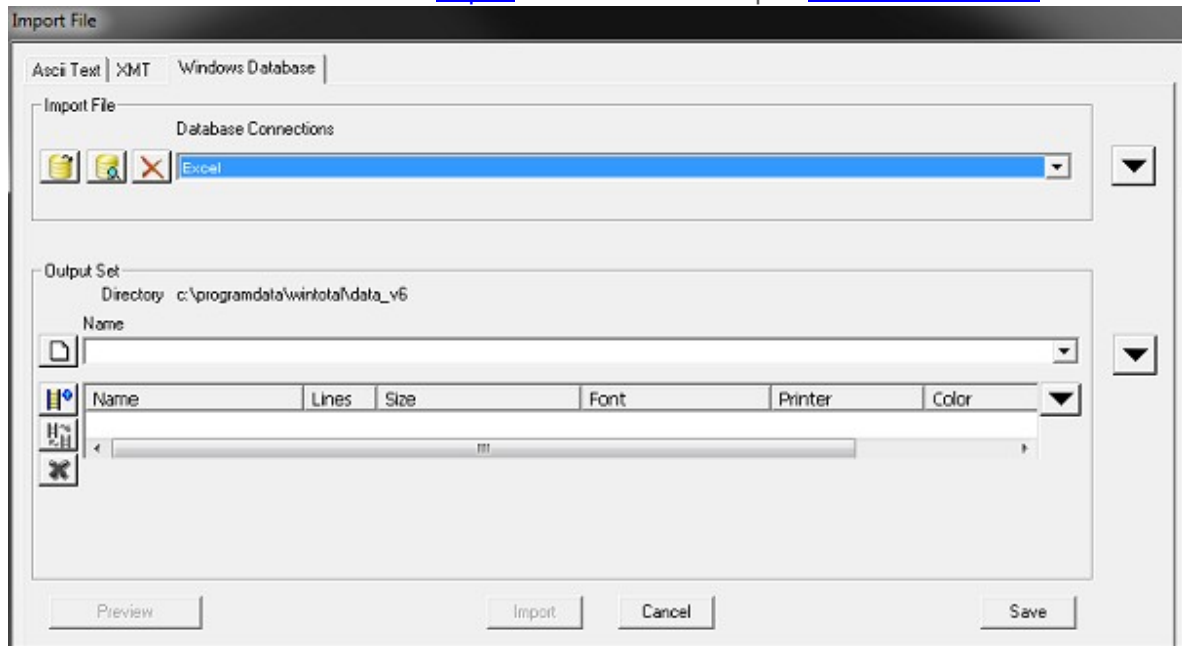 Import File
Ascii Text XMT Windows Database
Import File
Database Connections
Excel
Output Set
Directory c:\programdata\wintotal\data_v6
Name
Name Lines Size Font Printer Color
Preview Import Cancel Save